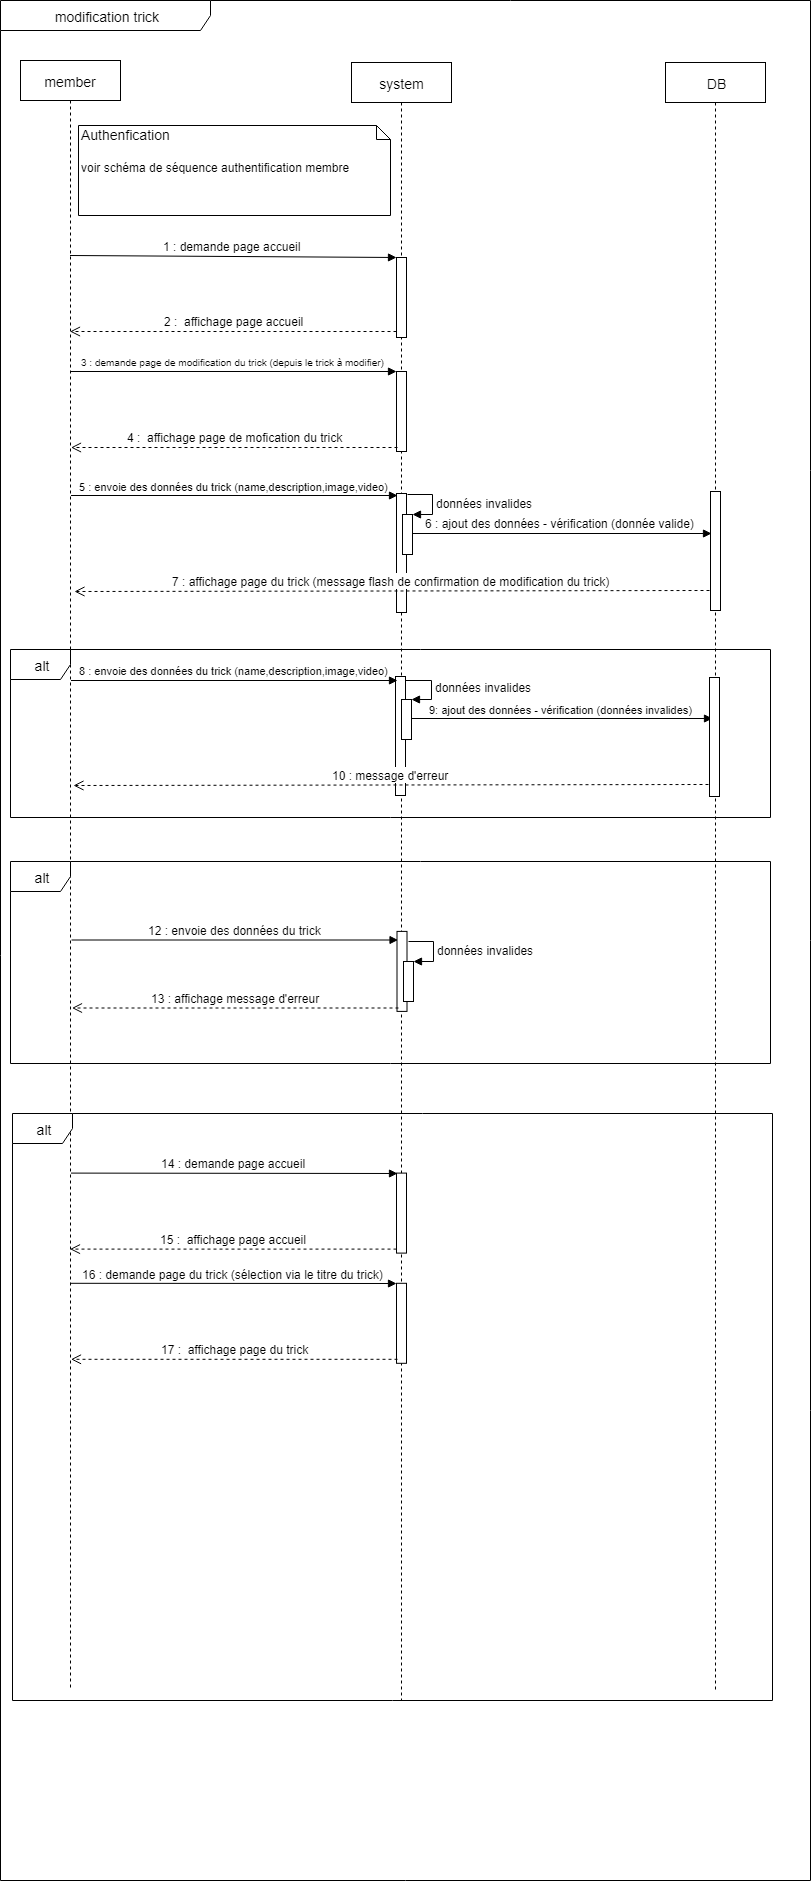 modification trick
member
system
DB
Authenfication
voir schéma de séquence authentification membre
1 : demande page accueil
2 :  affichage page accueil
3 : demande page de modification du trick (depuis le trick à modifier)
4 :  affichage page de mofication du trick
5 : envoie des données du trick (name,description,image,video)
données invalides
6 : ajout des données - vérification (donnée valide)
7 : affichage page du trick (message flash de confirmation de modification du trick)
alt
8 : envoie des données du trick (name,description,image,video)
données invalides
9: ajout des données - vérification (données invalides)
10 : message d'erreur
alt
12 : envoie des données du trick
données invalides
13 : affichage message d'erreur
alt
14 : demande page accueil
15 :  affichage page accueil
16 : demande page du trick (sélection via le titre du trick)
17 :  affichage page du trick